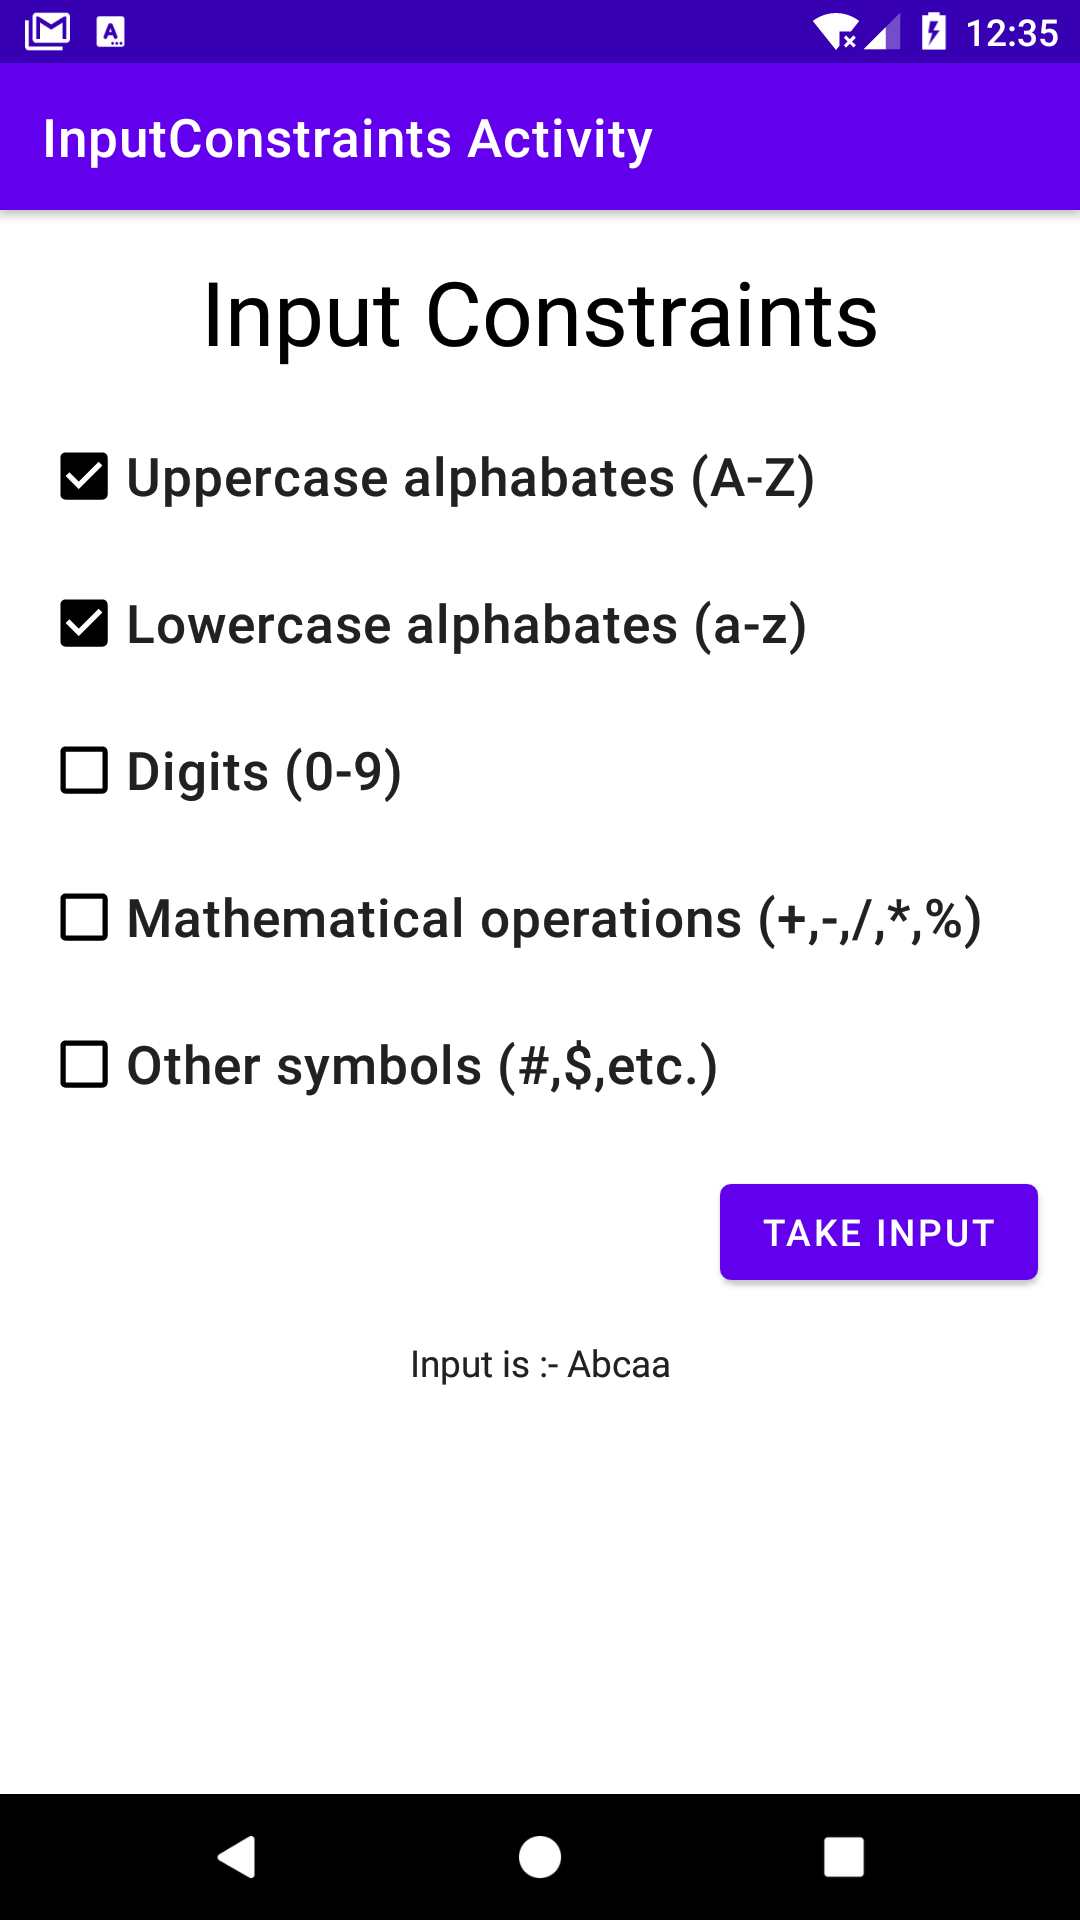 12:35
InputConstraints Activity
Input Constraints
Uppercase alphabates (A-Z)
Lowercase alphabates (a-z)
Digits (0-9)
Mathematical operations (+,-,/,*,%)
Other symbols (#,$,etc.)
TAKE INPUT
Input is :- Abcaa